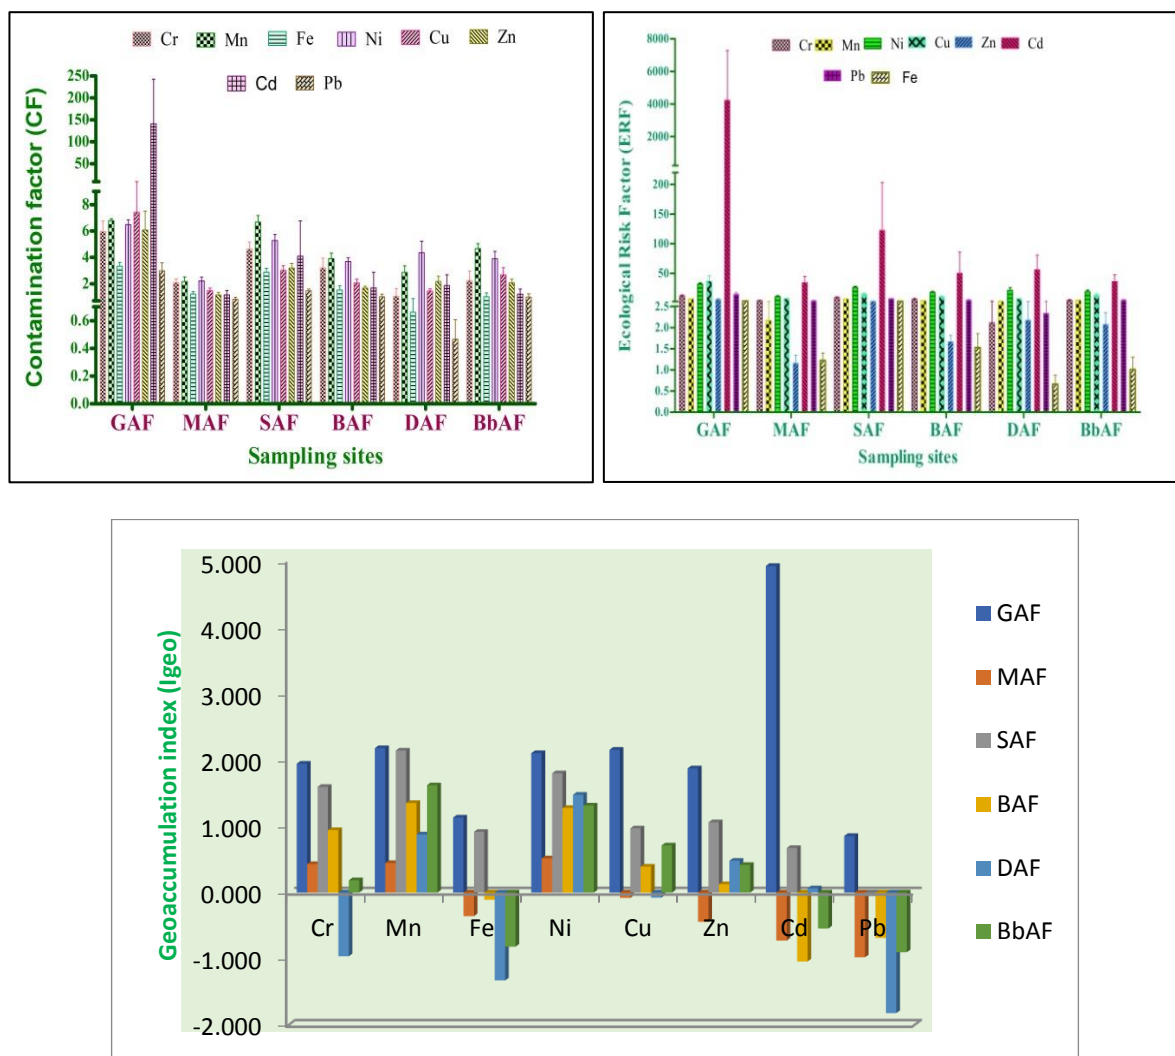 Cr Mn Fe Ni Cu Zn
Cd Pb
Contamination factor (CF)
250
200
150
100
50
8
6
4
2
0.6
0.4
0.2
0.0
GAF MAF SAF BAF DAF BbAF
Sampling sites
Cr Mn Ni Cu Zn Cd
Pb Fe
Ecological Risk Factor (ERF)
8000
6000
4000
2000
200
150
100
50
2.5
2.0
1.5
1.0
0.5
0.0
GAF MAF SAF BAF DAF BbAF
Sampling sites
Geoaccumulation index (Igeo)
5.000
4.000
3.000
2.000
1.000
0.000
-1.000
-2.000
Cr Mn Fe Ni Cu Zn Cd Pb
GAF
MAF
SAF
BAF
DAF
BbAF